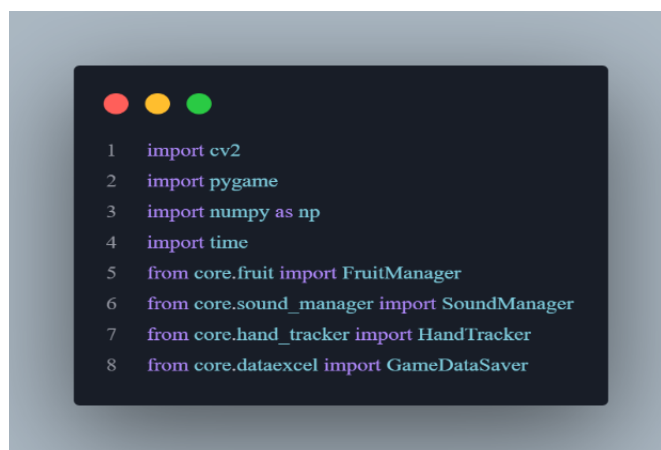 1 import cv2
2 import pygame
3 import numpy as np
4 import time
5 from core.fruit import FruitManager
6 from core.sound_manager import SoundManager
7 from core.hand_tracker import HandTracker
8 from core.dataexcel import GameDataSaver